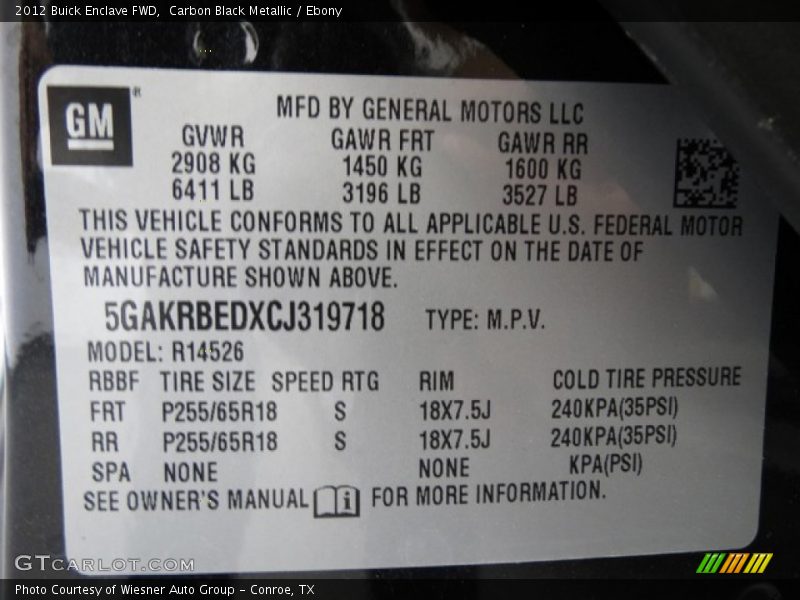 2012 Buick Enclave FWD,  Carbon Black Metallic / Ebony
GM®
MFD BY GENERAL MOTORS LLC
GVWR GAWR FRT GAWR RR
2908 KG 1450 KG 1600 KG
6411 LB 3196 LB 3527 LB
THIS VEHICLE CONFORMS TO ALL APPLICABLE U.S. FEDERAL MOTOR
VEHICLE SAFETY STANDARDS IN EFFECT ON THE DATE OF
MANUFACTURE SHOWN ABOVE.
5GAKRBEDXCJ319718 TYPE: M.P.V.
MODEL: R14526
RBBF TIRE SIZE SPEED RTG RIM COLD TIRE PRESSURE
FRT P255/65R18 S 18X7.5J 240KPA(35PSI)
RR P255/65R18 S 18X7.5J 240KPA(35PSI)
SPA NONE NONE KPA(PSI)
SEE OWNER'S MANUAL i FOR MORE INFORMATION.
GTCARLOT.COM
Photo Courtesy of Wiesner Auto Group - Conroe, TX